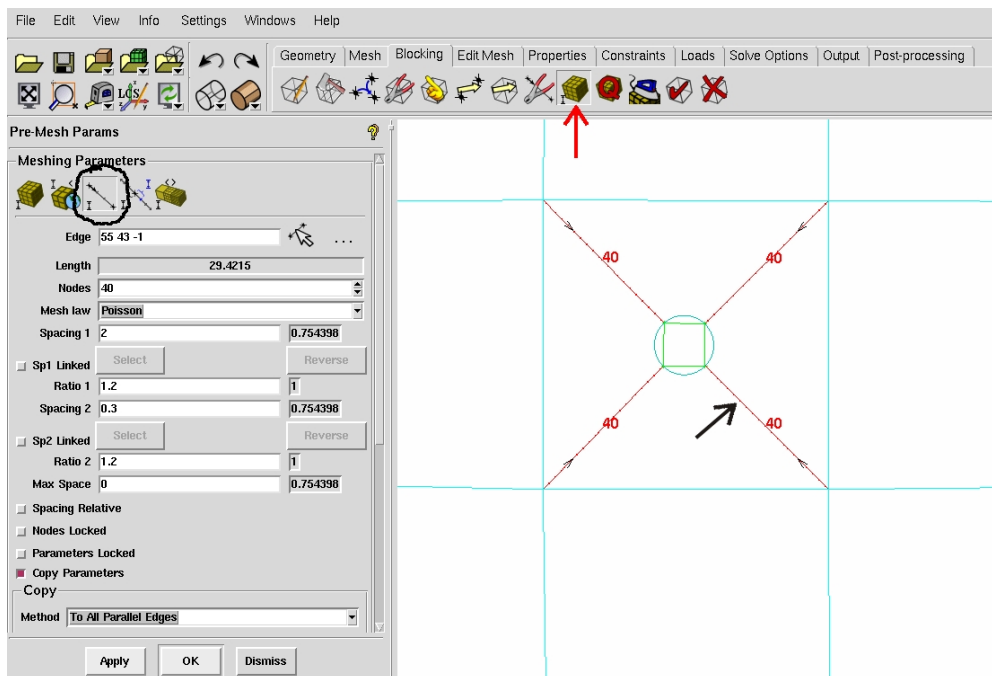 File Edit View Info Settings Windows Help
Geometry Mesh Blocking Edit Mesh Properties Constraints Loads Solve Options Output Post-processing
LCS
Pre-Mesh Params
Meshing Parameters
Edge 55 43 -1 ...
Length 29.4215
Nodes 40
Mesh law Poisson
Spacing 1 2 0.754398
Sp1 Linked Select Reverse
Ratio 1 1.2 1
Spacing 2 0.3 0.754398
Sp2 Linked Select Reverse
Ratio 2 1.2 1
Max Space 0 0.754398
Spacing Relative
Nodes Locked
Parameters Locked
Copy Parameters
Copy
Method To All Parallel Edges
Apply OK Dismiss
40 40
40 40